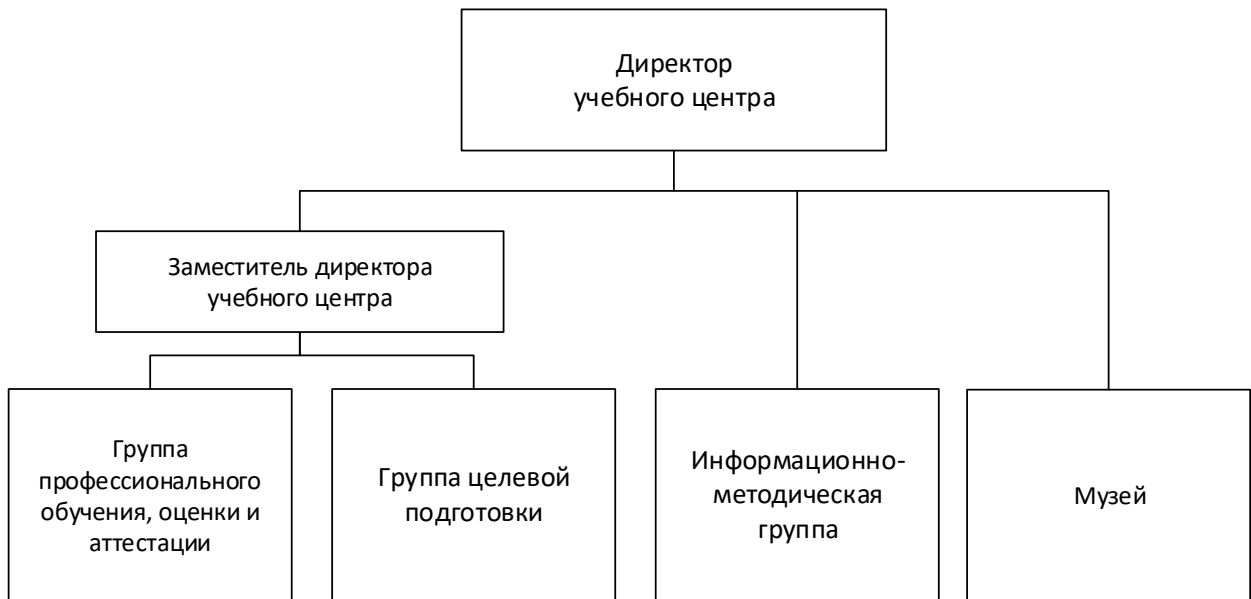 Директор
учебного центра
Заместитель директора
учебного центра
Группа
профессионального
обучения, оценки и
аттестации
Группа целевой
подготовки
Информационно-
методическая
группа
Музей